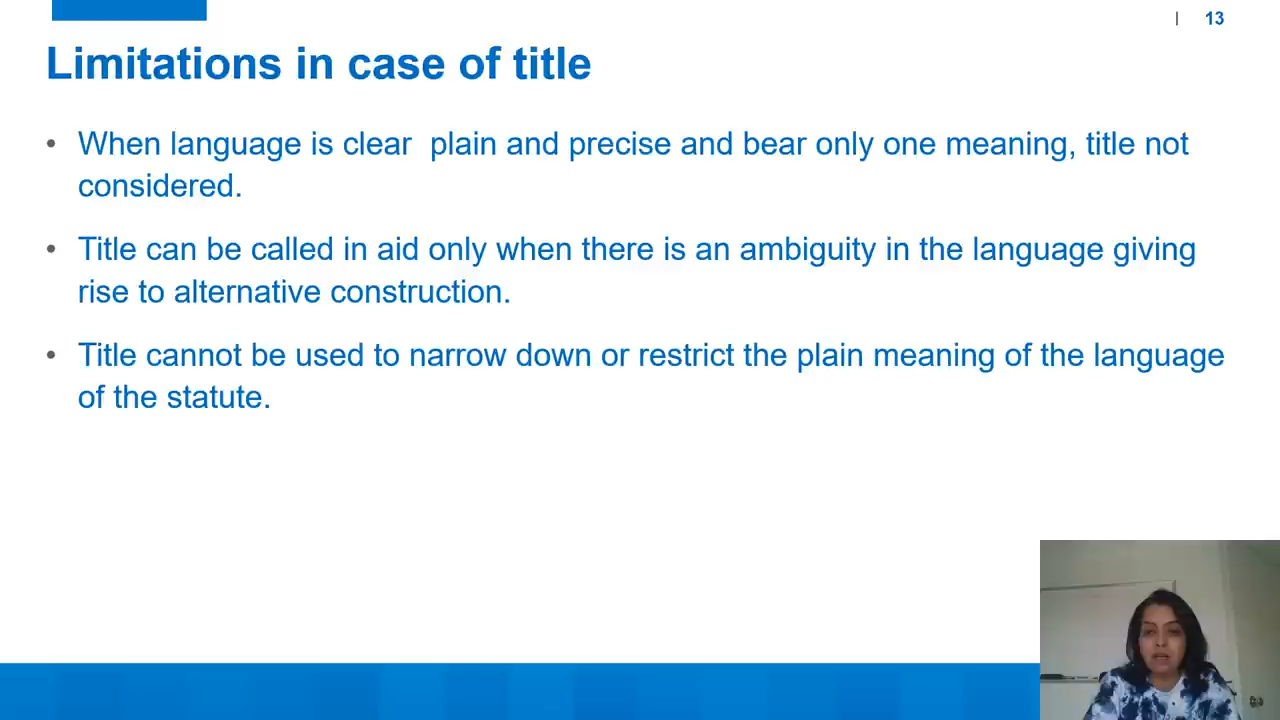 | 13
Limitations in case of title
• When language is clear  plain and precise and bear only one meaning, title not
considered.
• Title can be called in aid only when there is an ambiguity in the language giving
rise to alternative construction.
• Title cannot be used to narrow down or restrict the plain meaning of the language
of the statute.